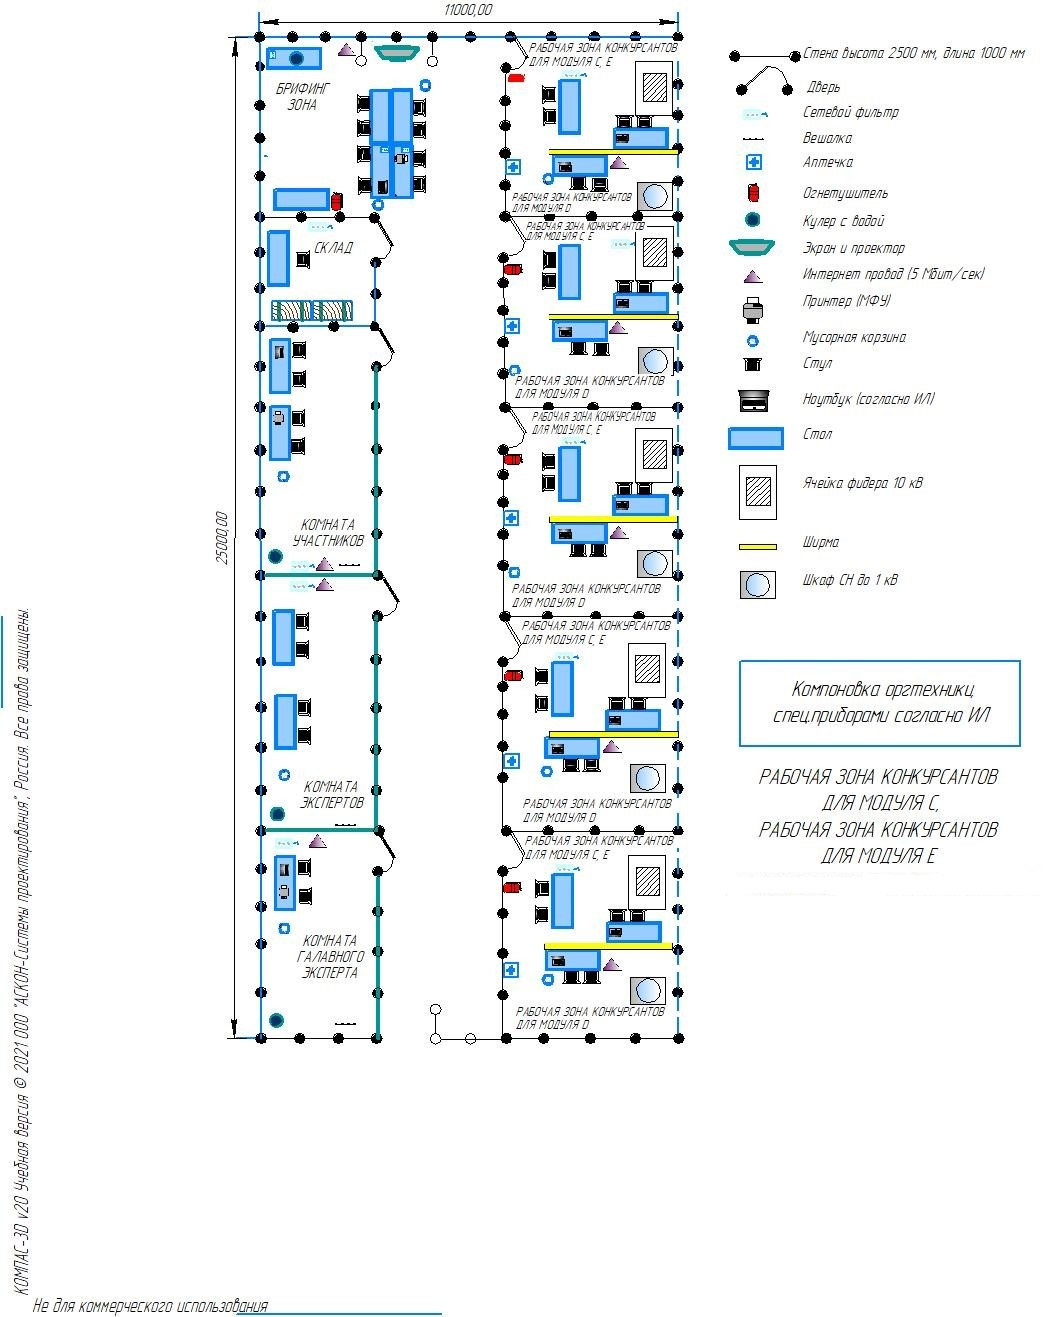 11000,00
25000,00
БРИФИНГ
ЗОНА
СКЛАД
КОМНАТА
УЧАСТНИКОВ
КОМНАТА
ЭКСПЕРТОВ
КОМНАТА
ГАЛАВНОГО
ЭКСПЕРТА
РАБОЧАЯ ЗОНА КОНКУРСАНТОВ
ДЛЯ МОДУЛЯ С, Е
РАБОЧАЯ ЗОНА КОНКУРСАНТОВ
ДЛЯ МОДУЛЯ D
РАБОЧАЯ ЗОНА КОНКУРСАНТОВ
ДЛЯ МОДУЛЯ С, Е
РАБОЧАЯ ЗОНА КОНКУРСАНТОВ
ДЛЯ МОДУЛЯ D
РАБОЧАЯ ЗОНА КОНКУРСАНТОВ
ДЛЯ МОДУЛЯ С, Е
РАБОЧАЯ ЗОНА КОНКУРСАНТОВ
ДЛЯ МОДУЛЯ D
РАБОЧАЯ ЗОНА КОНКУРСАНТОВ
ДЛЯ МОДУЛЯ С, Е
РАБОЧАЯ ЗОНА КОНКУРСАНТОВ
ДЛЯ МОДУЛЯ D
РАБОЧАЯ ЗОНА КОНКУРСАНТОВ
ДЛЯ МОДУЛЯ С, Е
РАБОЧАЯ ЗОНА КОНКУРСАНТОВ
ДЛЯ МОДУЛЯ D
Стена высота 2500 мм, длина 1000 мм
Дверь
Сетевой фильтр
Вешалка
Аптечка
Огнетушитель
Кулер с водой
Экран и проектор
Интернет провод (5 Мбит/сек)
Принтер (МФУ)
Мусорная корзина
Стул
Ноутбук (согласно ИЛ)
Стол
Ячейка фидера 10 кВ
Ширма
Шкаф СН до 1 кВ
Компоновка оргтехники,
спец.приборами согласно ИЛ
РАБОЧАЯ ЗОНА КОНКУРСАНТОВ
ДЛЯ МОДУЛЯ С,
РАБОЧАЯ ЗОНА КОНКУРСАНТОВ
ДЛЯ МОДУЛЯ Е
КОМПАС-3D v20 Учебная версия © 2021 ООО "АСКОН-Системы проектирования", Россия. Все права защищены.
Не для коммерческого использования